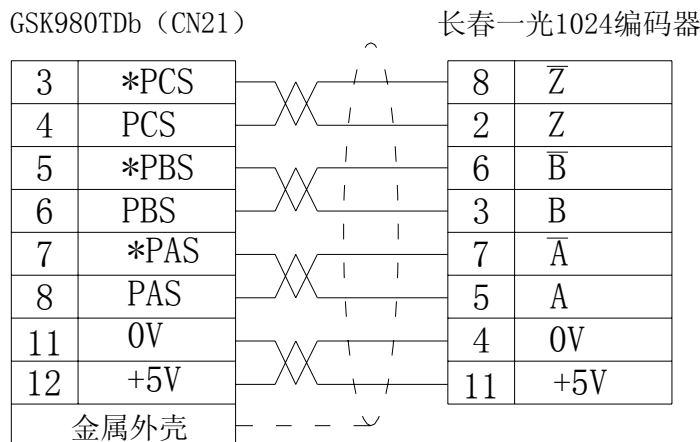 GSK980TDb（CN21） 长春一光1024编码器
3 *PCS 8 Z̅
4 PCS 2 Z
5 *PBS 6 B̅
6 PBS 3 B
7 *PAS 7 A̅
8 PAS 5 A
11 0V 4 0V
12 +5V 11 +5V
金属外壳